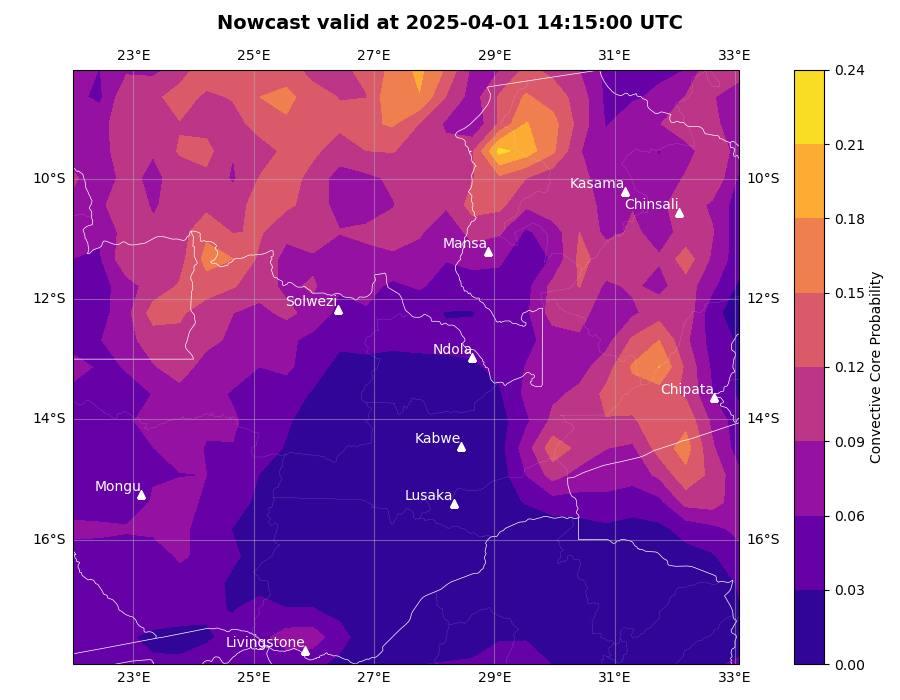 Nowcast valid at 2025-04-01 14:15:00 UTC
23°E 25°E 27°E 29°E 31°E 33°E
0.24
0.21
10°S 10°S
Kasama
Chinsali
0.18
Mansa
0.15
12°S 12°S
Solwezi
Ndola
0.12
Chipata
14°S 14°S
Kabwe
0.09
Mongu
Lusaka
0.06
16°S 16°S
0.03
Livingstone
0.00
23°E 25°E 27°E 29°E 31°E 33°E
Convective Core Probability